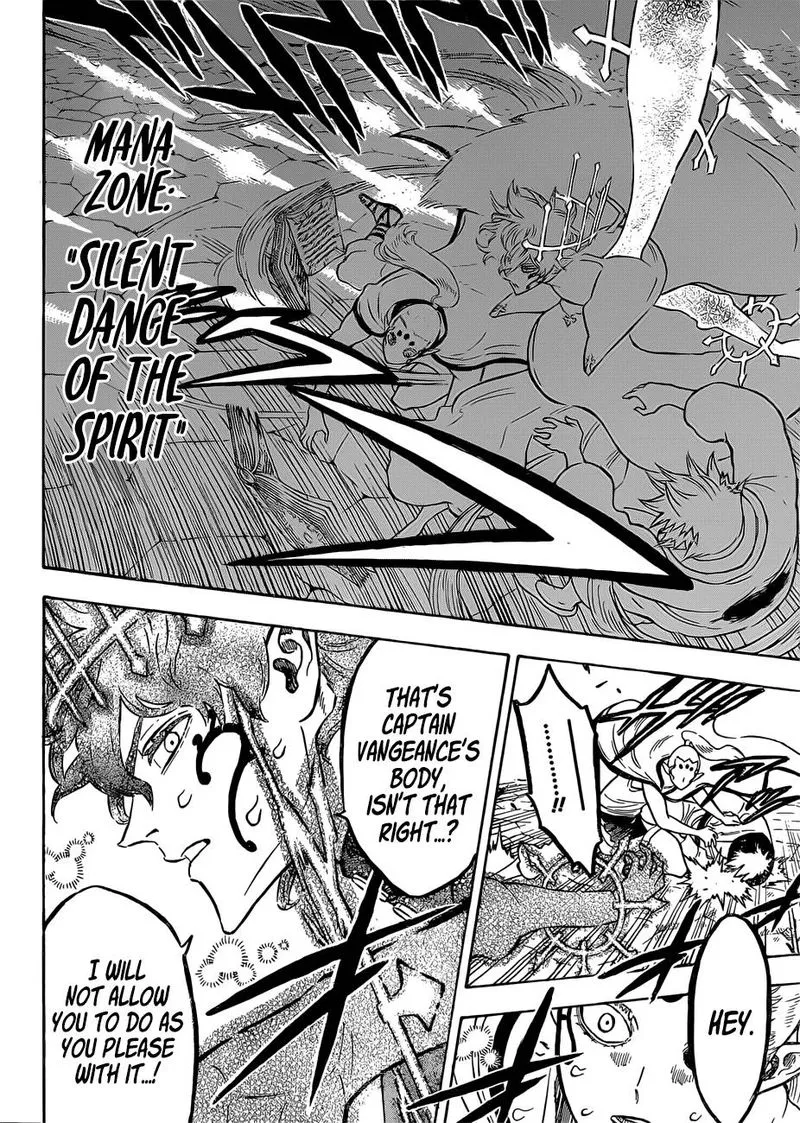 MANA
ZONE:
"SILENT
DANCE
OF THE
SPIRIT"
.........!!
HEY.
THAT'S
CAPTAIN
VANGEANCE'S
BODY,
ISN'T THAT
RIGHT...?
I WILL
NOT ALLOW
YOU TO DO AS
YOU PLEASE
WITH IT...!